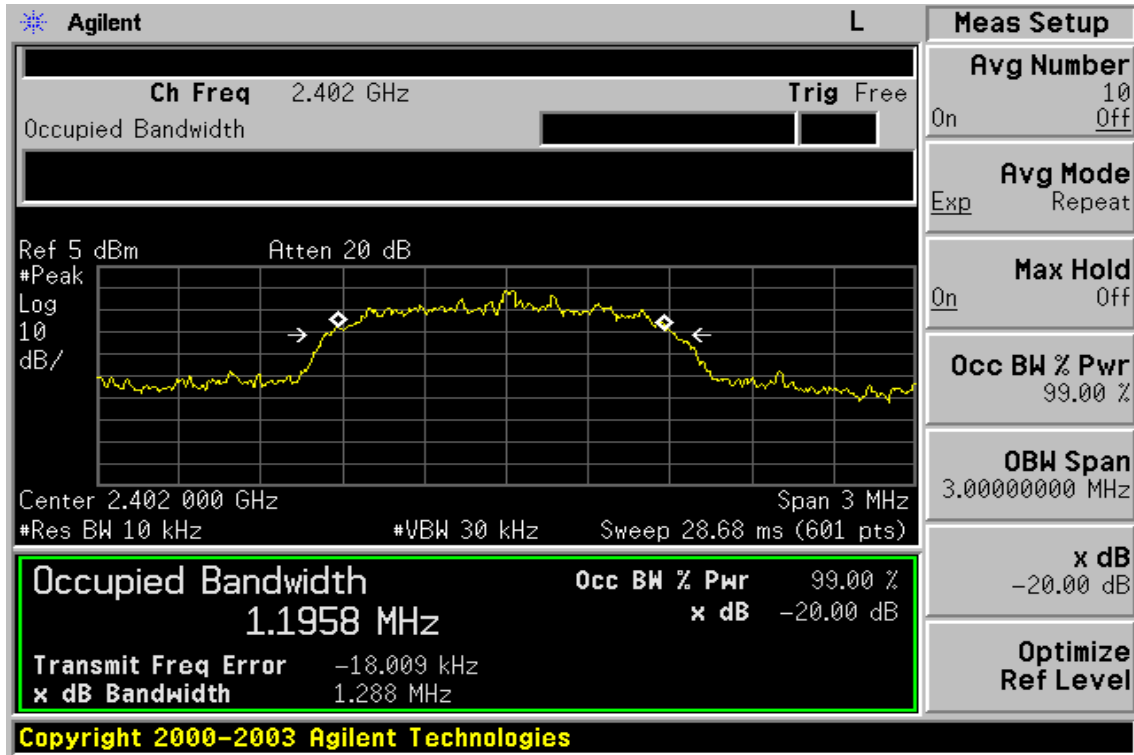 Agilent L
Ch Freq 2.402 GHz Trig Free
Occupied Bandwidth
Ref 5 dBm Atten 20 dB
#Peak
Log
10
dB/
Center 2.402 000 GHz Span 3 MHz
#Res BW 10 kHz #VBW 30 kHz Sweep 28.68 ms (601 pts)
Occupied Bandwidth Occ BW % Pwr 99.00 %
1.1958 MHz x dB -20.00 dB
Transmit Freq Error -18.009 kHz
x dB Bandwidth 1.288 MHz
Copyright 2000-2003 Agilent Technologies
Meas Setup
Avg Number
10
On Off
Avg Mode
Exp Repeat
Max Hold
On Off
Occ BW % Pwr
99.00 %
OBW Span
3.00000000 MHz
x dB
-20.00 dB
Optimize
Ref Level